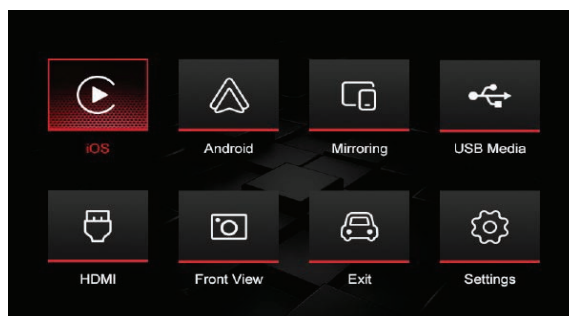 iOS
Android
Mirroring
USB Media
HDMI
Front View
Exit
Settings